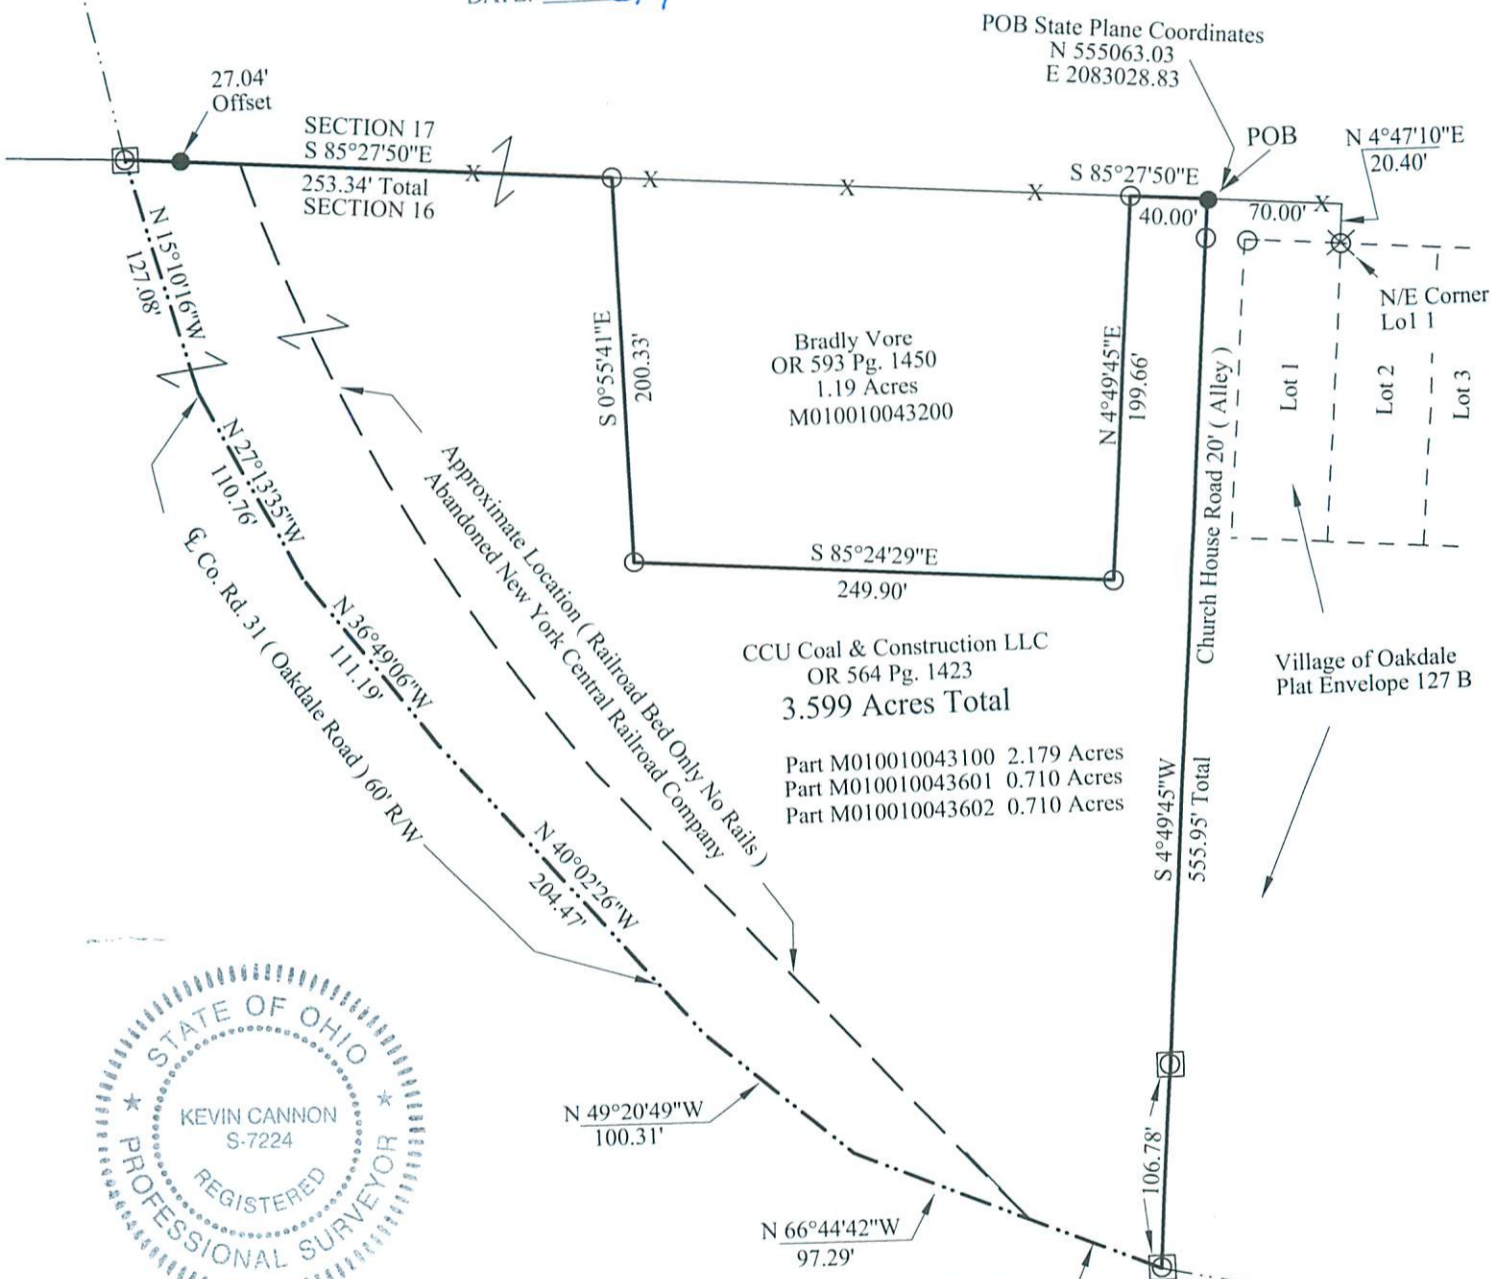 DATE:
POB State Plane Coordinates
N 555063.03
E 2083028.83
27.04'
Offset
SECTION 17
S 85°27'50"E
253.34' Total
SECTION 16
POB
N 4°47'10"E
20.40'
S 85°27'50"E
40.00'
70.00'
X
X
X
X
X
N/E Corner
Lo1 1
N 15°10'16"W
127.08'
S 0°55'41"E
200.33'
Bradly Vore
OR 593 Pg. 1450
1.19 Acres
M010010043200
N 4°49'45"E
199.66'
Church House Road 20' ( Alley )
Lot 1
Lot 2
Lot 3
N 27°13'35"W
110.76'
Approximate Location ( Railroad Bed Only No Rails )
Abandoned New York Central Railroad Company
S 85°24'29"E
249.90'
℄ Co. Rd. 31 ( Oakdale Road ) 60' R/W
N 36°49'06"W
111.19'
CCU Coal & Construction LLC
OR 564 Pg. 1423
3.599 Acres Total
Village of Oakdale
Plat Envelope 127 B
Part M010010043100 2.179 Acres
Part M010010043601 0.710 Acres
Part M010010043602 0.710 Acres
S 4°49'45"W
555.95' Total
N 40°02'26"W
204.47'
STATE OF OHIO
KEVIN CANNON
S-7224
REGISTERED
PROFESSIONAL SURVEYOR
N 49°20'49"W
100.31'
106.78'
N 66°44'42"W
97.29'